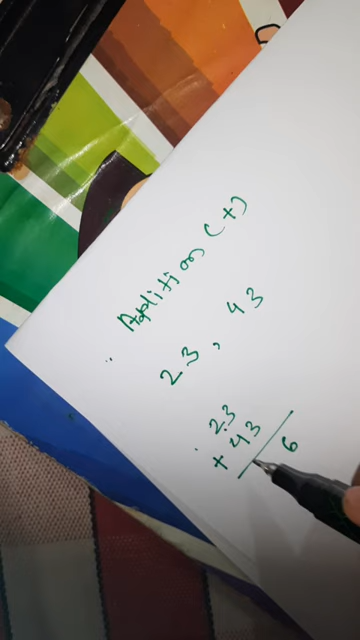 Addition (+)
23, 43
23
+ 43
6